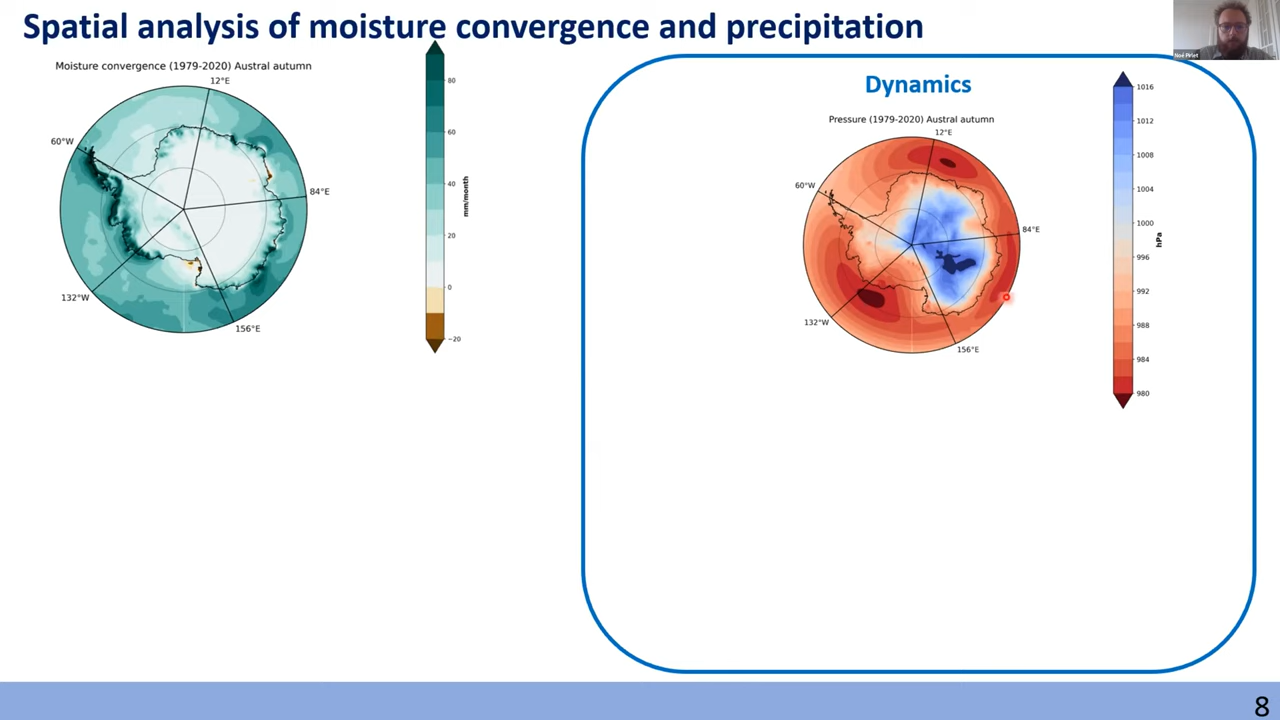 Spatial analysis of moisture convergence and precipitation
Noé Pirlet
Moisture convergence (1979-2020) Austral autumn
12°E
60°W
84°E
132°W
156°E
80
60
40
20
0
−20
mm/month
Dynamics
Pressure (1979-2020) Austral autumn
12°E
60°W
84°E
132°W
156°E
1016
1012
1008
1004
1000
996
992
988
984
980
hPa
8